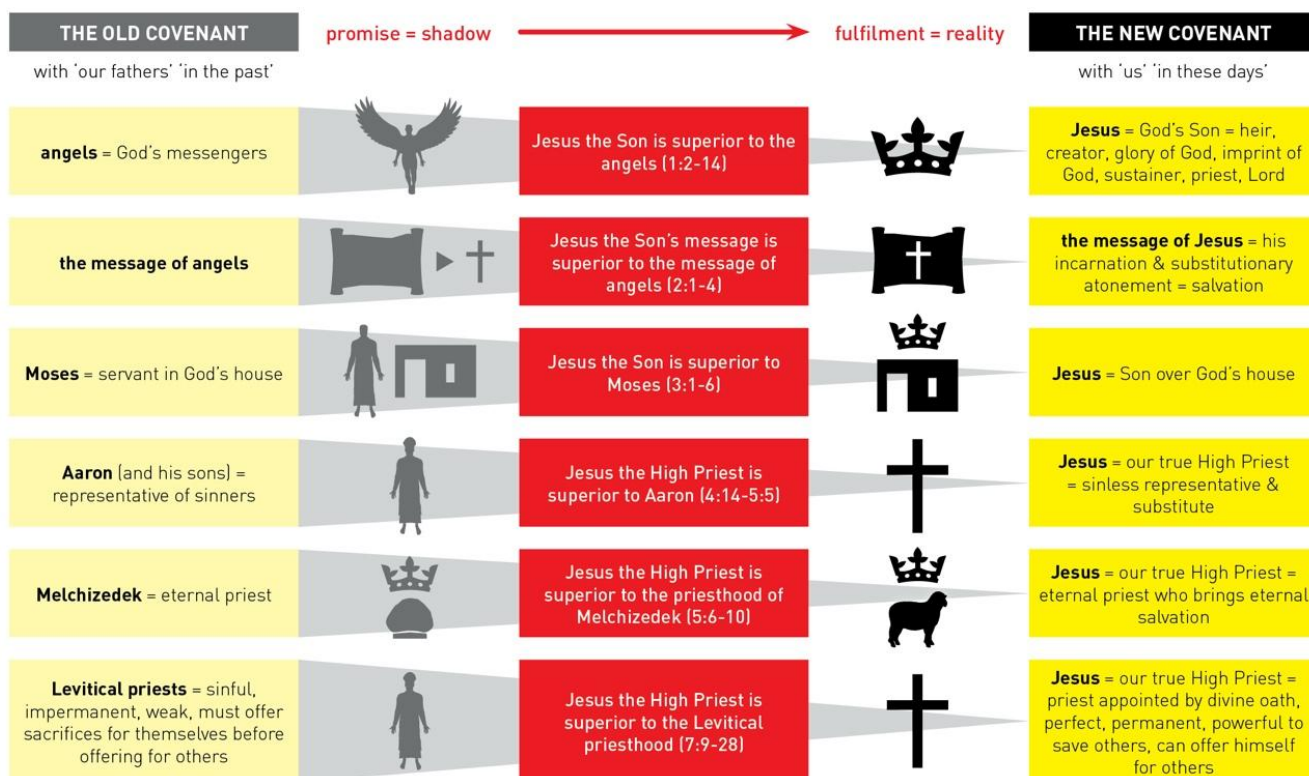 THE OLD COVENANT
promise = shadow
fulfilment = reality
THE NEW COVENANT
with 'our fathers' 'in the past'
with 'us' 'in these days'
angels = God's messengers
Jesus the Son is superior to the
angels (1:2-14)
Jesus = God's Son = heir,
creator, glory of God, imprint of
God, sustainer, priest, Lord
the message of angels
Jesus the Son's message is
superior to the message of
angels (2:1-4)
the message of Jesus = his
incarnation & substitutionary
atonement = salvation
Moses = servant in God's house
Jesus the Son is superior to
Moses (3:1-6)
Jesus = Son over God's house
Aaron (and his sons) =
representative of sinners
Jesus the High Priest is
superior to Aaron (4:14-5:5)
Jesus = our true High Priest
= sinless representative &
substitute
Melchizedek = eternal priest
Jesus the High Priest is
superior to the priesthood of
Melchizedek (5:6-10)
Jesus = our true High Priest =
eternal priest who brings eternal
salvation
Levitical priests = sinful,
impermanent, weak, must offer
sacrifices for themselves before
offering for others
Jesus the High Priest is
superior to the Levitical
priesthood (7:9-28)
Jesus = our true High Priest =
priest appointed by divine oath,
perfect, permanent, powerful to
save others, can offer himself
for others